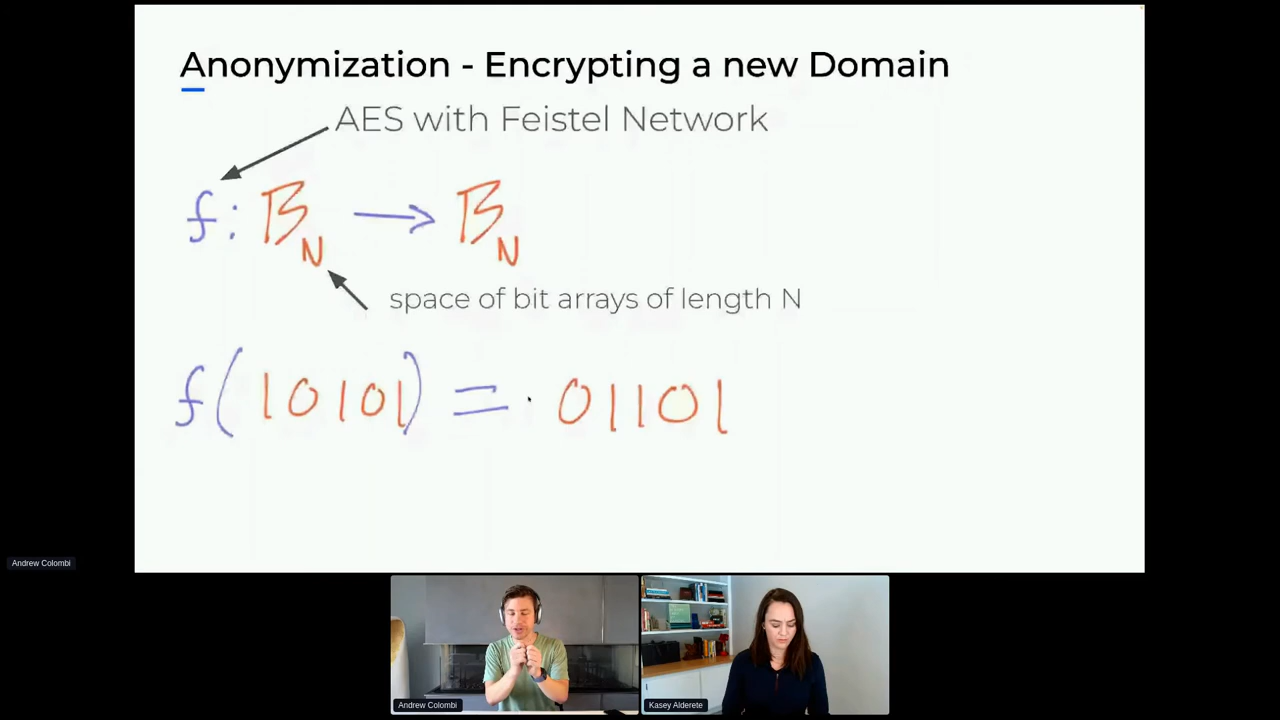 Anonymization - Encrypting a new Domain
AES with Feistel Network
f: B_N → B_N
space of bit arrays of length N
f(10101) = 01101
Andrew Colombi
Andrew Colombi
Kasey Alderete